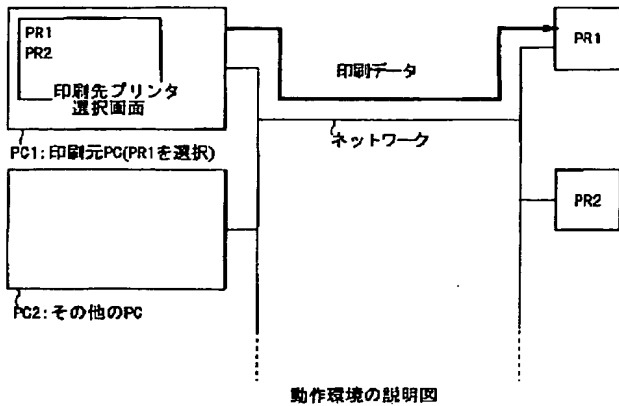 PR1
PR2
印刷先プリンタ
選択画面
PC1:印刷元PC(PR1を選択)
印刷データ
ネットワーク
PR1
PR2
PC2:その他のPC
動作環境の説明図